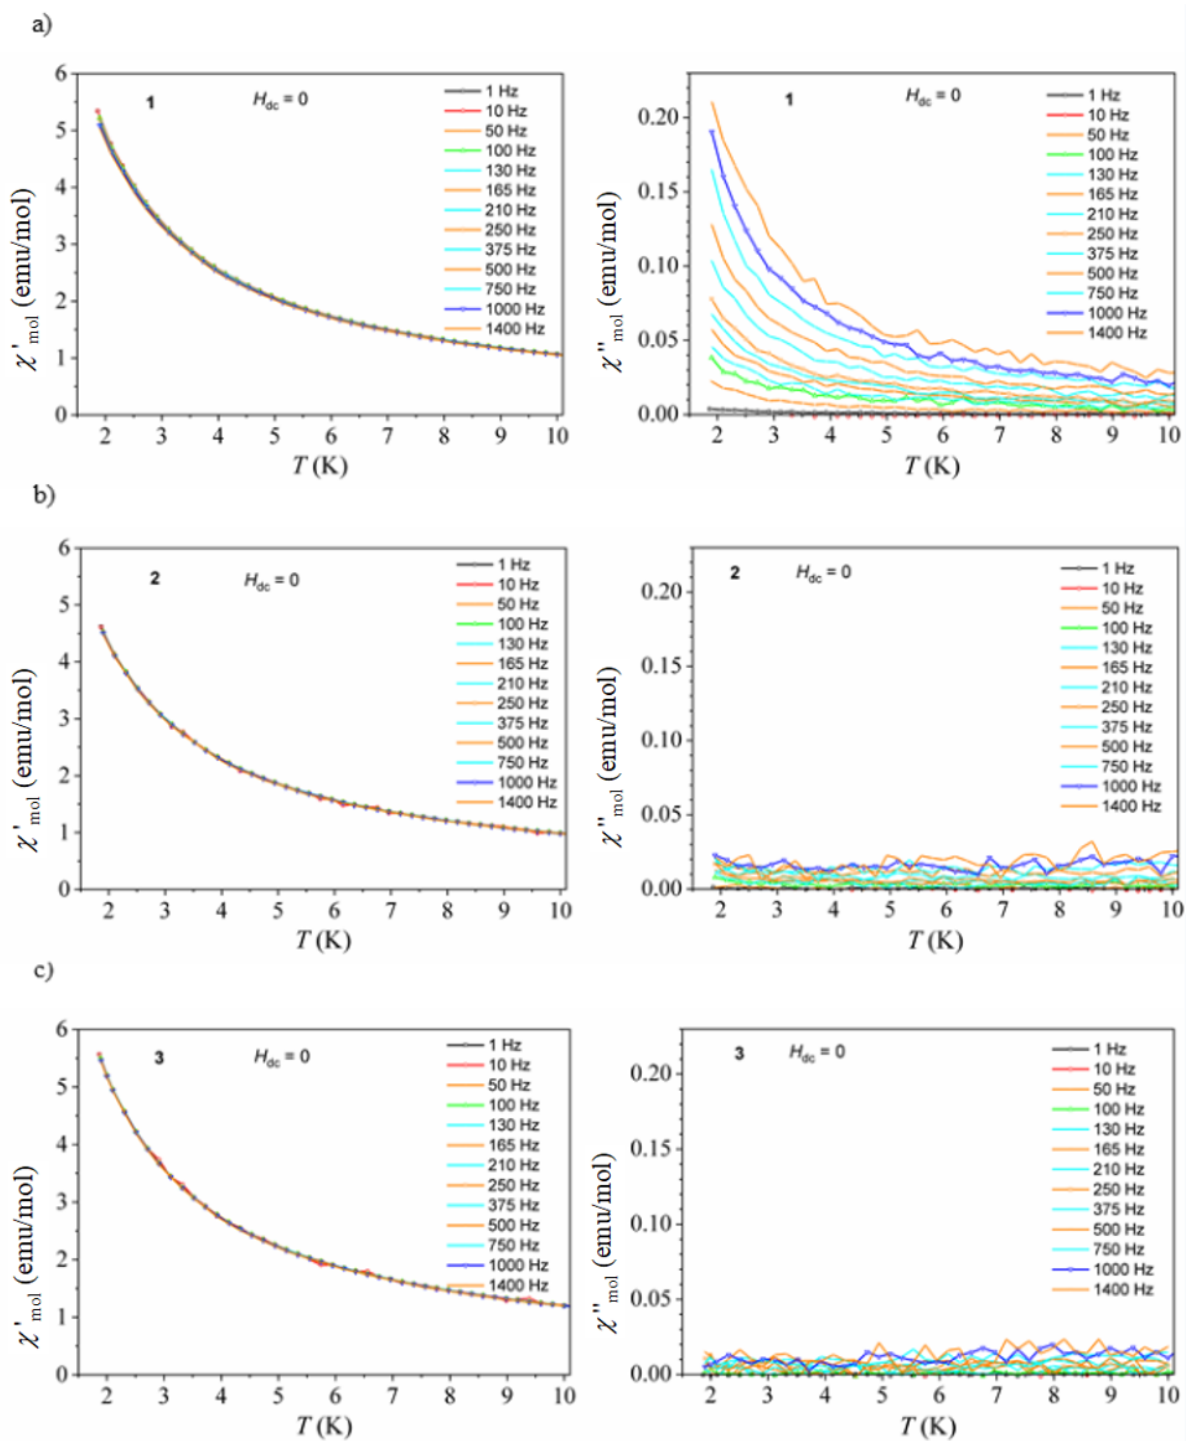 a)
1
H_dc = 0
1 Hz
10 Hz
50 Hz
100 Hz
130 Hz
165 Hz
210 Hz
250 Hz
375 Hz
500 Hz
750 Hz
1000 Hz
1400 Hz
6
5
4
3
2
1
0
χ'mol (emu/mol)
2 3 4 5 6 7 8 9 10
T (K)
1
H_dc = 0
1 Hz
10 Hz
50 Hz
100 Hz
130 Hz
165 Hz
210 Hz
250 Hz
375 Hz
500 Hz
750 Hz
1000 Hz
1400 Hz
0.20
0.15
0.10
0.05
0.00
χ"mol (emu/mol)
2 3 4 5 6 7 8 9 10
T (K)
b)
2
H_dc = 0
1 Hz
10 Hz
50 Hz
100 Hz
130 Hz
165 Hz
210 Hz
250 Hz
375 Hz
500 Hz
750 Hz
1000 Hz
1400 Hz
6
5
4
3
2
1
0
χ'mol (emu/mol)
2 3 4 5 6 7 8 9 10
T (K)
2
H_dc = 0
1 Hz
10 Hz
50 Hz
100 Hz
130 Hz
165 Hz
210 Hz
250 Hz
375 Hz
500 Hz
750 Hz
1000 Hz
1400 Hz
0.20
0.15
0.10
0.05
0.00
χ"mol (emu/mol)
2 3 4 5 6 7 8 9 10
T (K)
c)
3
H_dc = 0
1 Hz
10 Hz
50 Hz
100 Hz
130 Hz
165 Hz
210 Hz
250 Hz
375 Hz
500 Hz
750 Hz
1000 Hz
1400 Hz
6
5
4
3
2
1
0
χ'mol (emu/mol)
2 3 4 5 6 7 8 9 10
T (K)
3
H_dc = 0
1 Hz
10 Hz
50 Hz
100 Hz
130 Hz
165 Hz
210 Hz
250 Hz
375 Hz
500 Hz
750 Hz
1000 Hz
1400 Hz
0.20
0.15
0.10
0.05
0.00
χ"mol (emu/mol)
2 3 4 5 6 7 8 9 10
T (K)